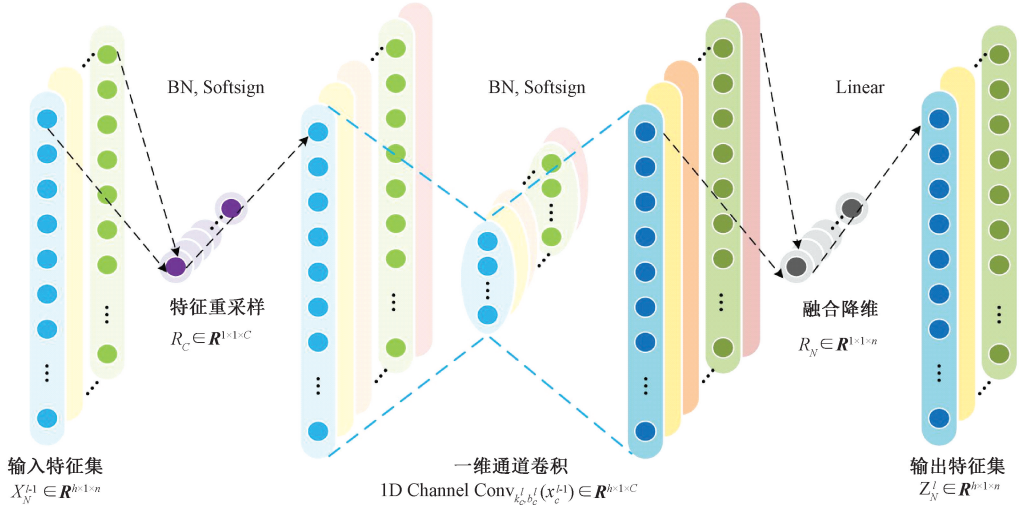 BN, Softsign
BN, Softsign
Linear
特征重采样
R_C ∈ R^{1×1×C}
融合降维
R_N ∈ R^{1×1×n}
输入特征集
X_N^{l-1} ∈ R^{h×1×n}
一维通道卷积
1D Channel Conv_{k_c^l, b_c^l}(x_c^{l-1}) ∈ R^{h×1×C}
输出特征集
Z_N^l ∈ R^{h×1×n}